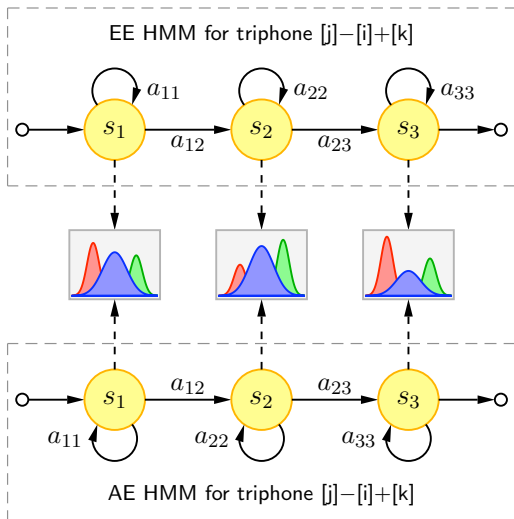 EE HMM for triphone [j]−[i]+[k]
a11 a22 a33
s1 s2 s3
a12 a23
a12 a23
s1 s2 s3
a11 a22 a33
AE HMM for triphone [j]−[i]+[k]